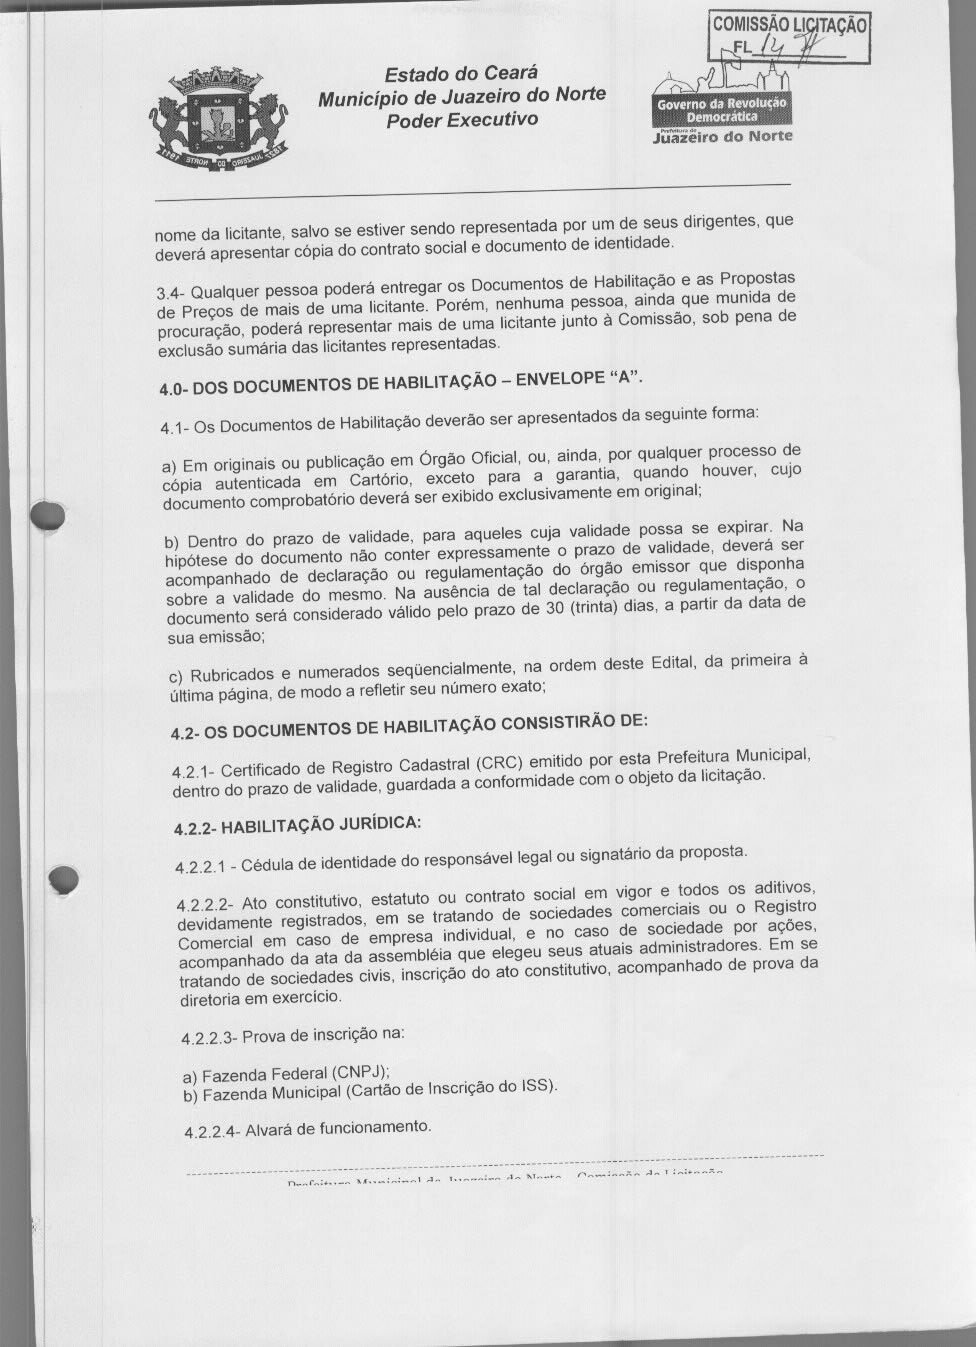 COMISSÃO LICITAÇÃO
FL
Estado do Ceará
Município de Juazeiro do Norte
Poder Executivo
Governo da Revolução
Democrática
Prefeitura de
Juazeiro do Norte
nome da licitante, salvo se estiver sendo representada por um de seus dirigentes, que
deverá apresentar cópia do contrato social e documento de identidade.
3.4- Qualquer pessoa poderá entregar os Documentos de Habilitação e as Propostas
de Preços de mais de uma licitante. Porém, nenhuma pessoa, ainda que munida de
procuração, poderá representar mais de uma licitante junto à Comissão, sob pena de
exclusão sumária das licitantes representadas.
4.0- DOS DOCUMENTOS DE HABILITAÇÃO – ENVELOPE “A”.
4.1- Os Documentos de Habilitação deverão ser apresentados da seguinte forma:
a) Em originais ou publicação em Órgão Oficial, ou, ainda, por qualquer processo de
cópia autenticada em Cartório, exceto para a garantia, quando houver, cujo
documento comprobatório deverá ser exibido exclusivamente em original;
b) Dentro do prazo de validade, para aqueles cuja validade possa se expirar. Na
hipótese do documento não conter expressamente o prazo de validade, deverá ser
acompanhado de declaração ou regulamentação do órgão emissor que disponha
sobre a validade do mesmo. Na ausência de tal declaração ou regulamentação, o
documento será considerado válido pelo prazo de 30 (trinta) dias, a partir da data de
sua emissão;
c) Rubricados e numerados seqüencialmente, na ordem deste Edital, da primeira à
última página, de modo a refletir seu número exato;
4.2- OS DOCUMENTOS DE HABILITAÇÃO CONSISTIRÃO DE:
4.2.1- Certificado de Registro Cadastral (CRC) emitido por esta Prefeitura Municipal,
dentro do prazo de validade, guardada a conformidade com o objeto da licitação.
4.2.2- HABILITAÇÃO JURÍDICA:
4.2.2.1 - Cédula de identidade do responsável legal ou signatário da proposta.
4.2.2.2- Ato constitutivo, estatuto ou contrato social em vigor e todos os aditivos,
devidamente registrados, em se tratando de sociedades comerciais ou o Registro
Comercial em caso de empresa individual, e no caso de sociedade por ações,
acompanhado da ata da assembléia que elegeu seus atuais administradores. Em se
tratando de sociedades civis, inscrição do ato constitutivo, acompanhado de prova da
diretoria em exercício.
4.2.2.3- Prova de inscrição na:
a) Fazenda Federal (CNPJ);
b) Fazenda Municipal (Cartão de Inscrição do ISS).
4.2.2.4- Alvará de funcionamento.
Prefeitura Municipal de Juazeiro do Norte - Comissão de Licitação